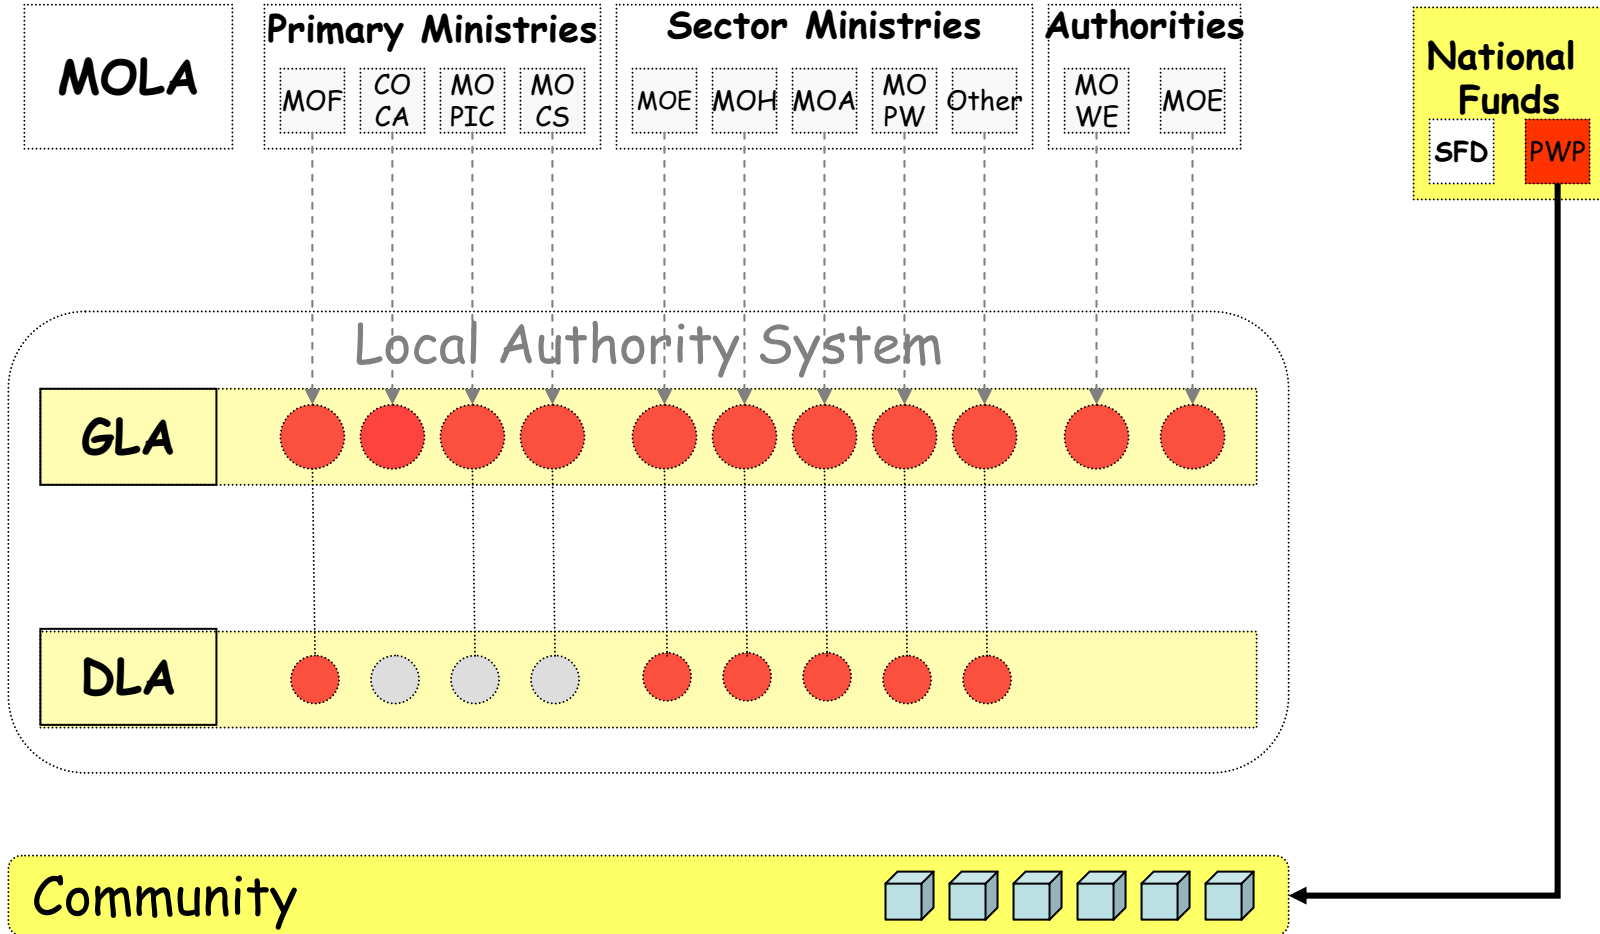 MOLA
Primary Ministries
MOF
CO
CA
MO
PIC
MO
CS
Sector Ministries
MOE
MOH
MOA
MO
PW
Other
Authorities
MO
WE
MOE
National
Funds
SFD
PWP
Local Authority System
GLA
DLA
Community